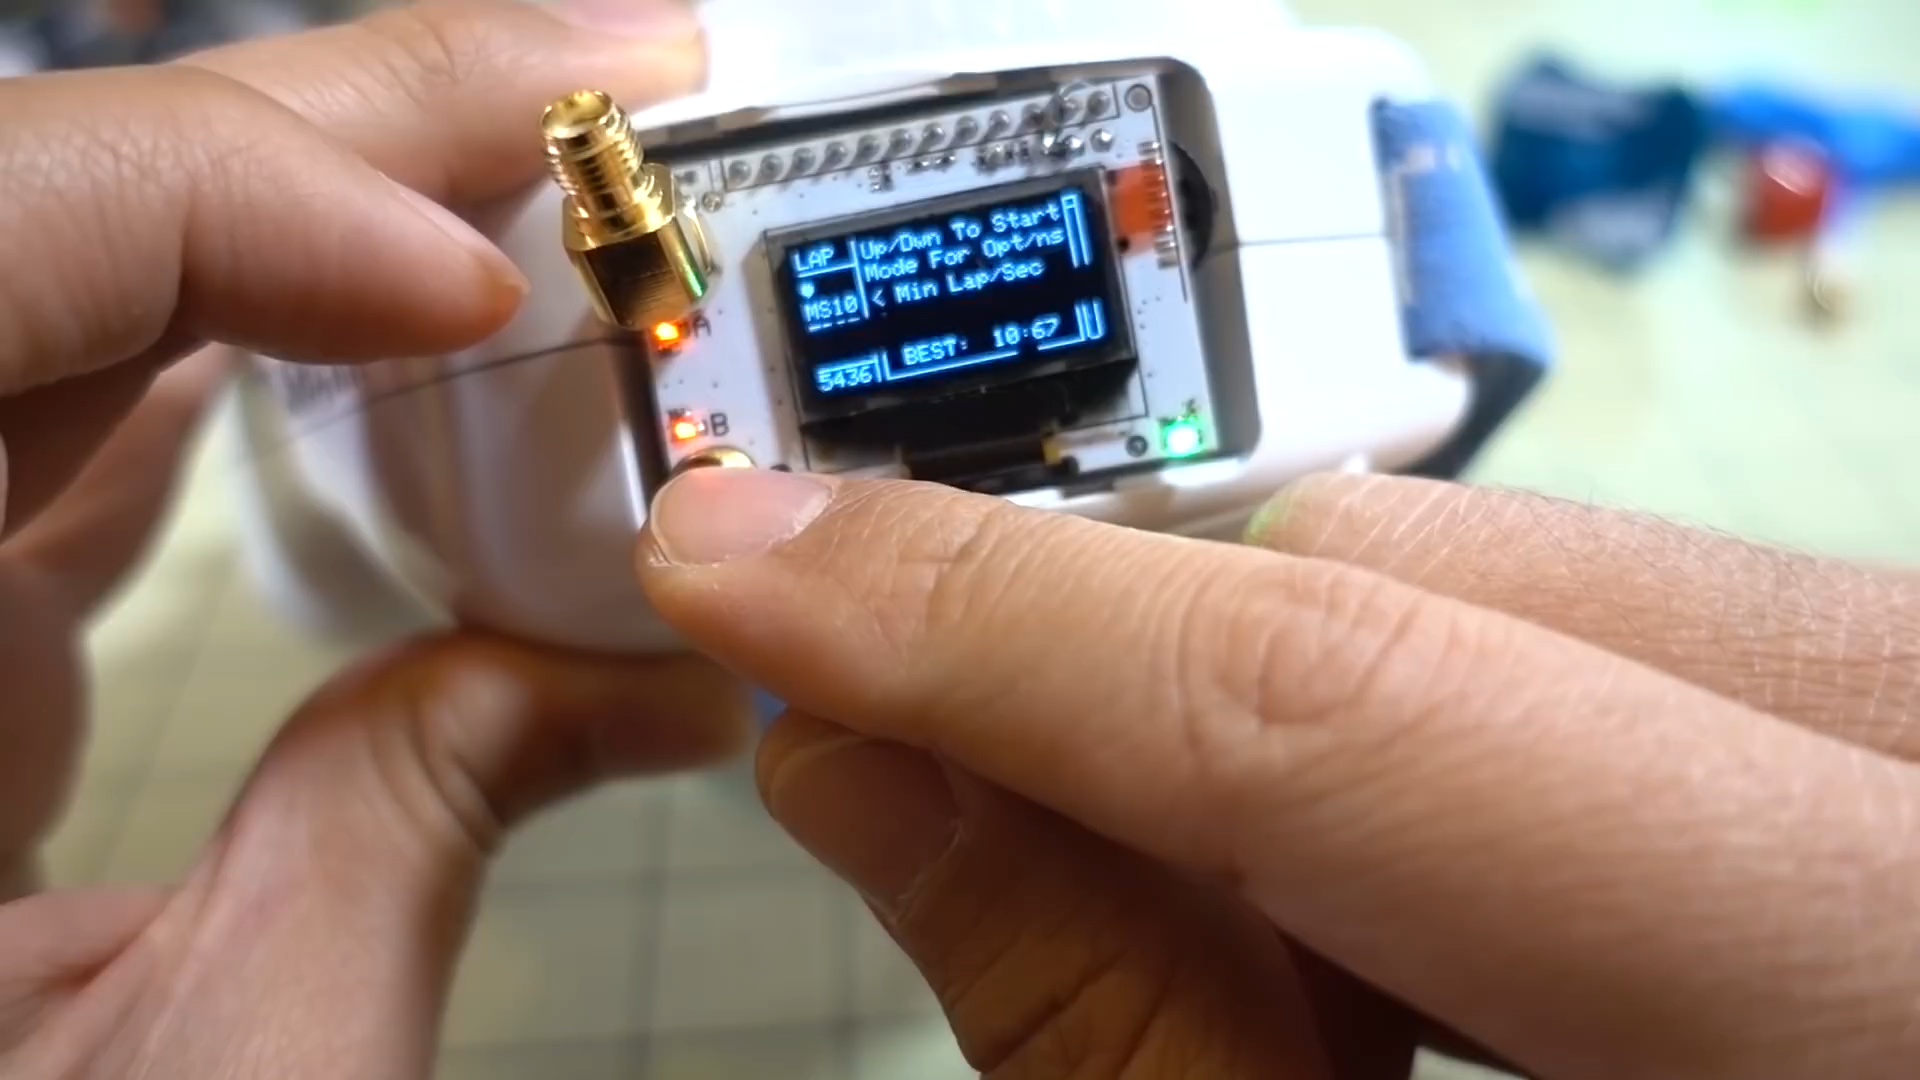 LAP
Up/Dwn To Start
Mode For Opt/ns
MS10
< Min Lap/Sec
BEST: 10:67
5436
A
B